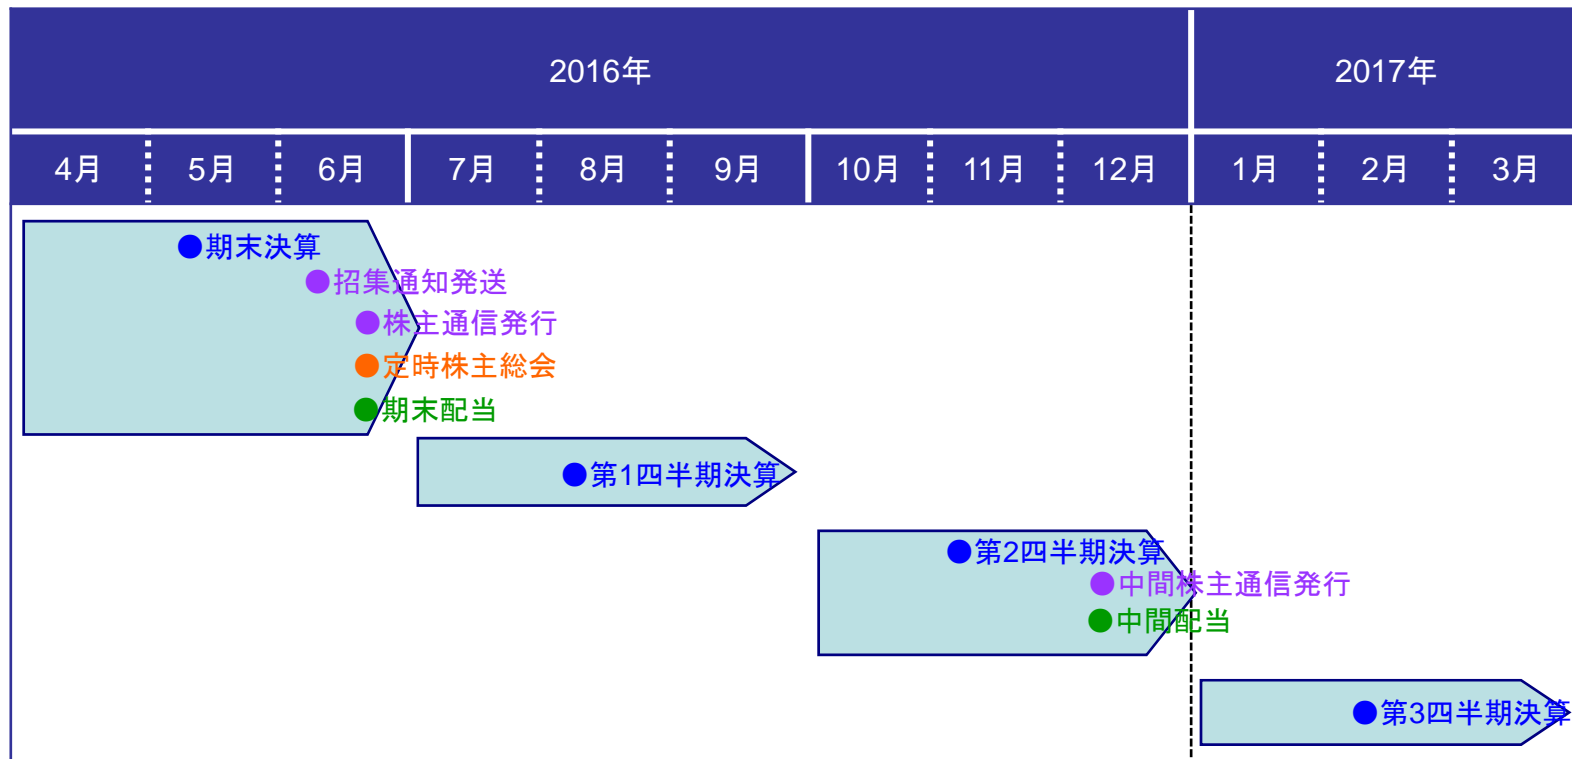 2016年 2017年
4月 5月 6月 7月 8月 9月 10月 11月 12月 1月 2月 3月
●期末決算
●招集通知発送
●株主通信発行
●定時株主総会
●期末配当
●第1四半期決算
●第2四半期決算
●中間株主通信発行
●中間配当
●第3四半期決算